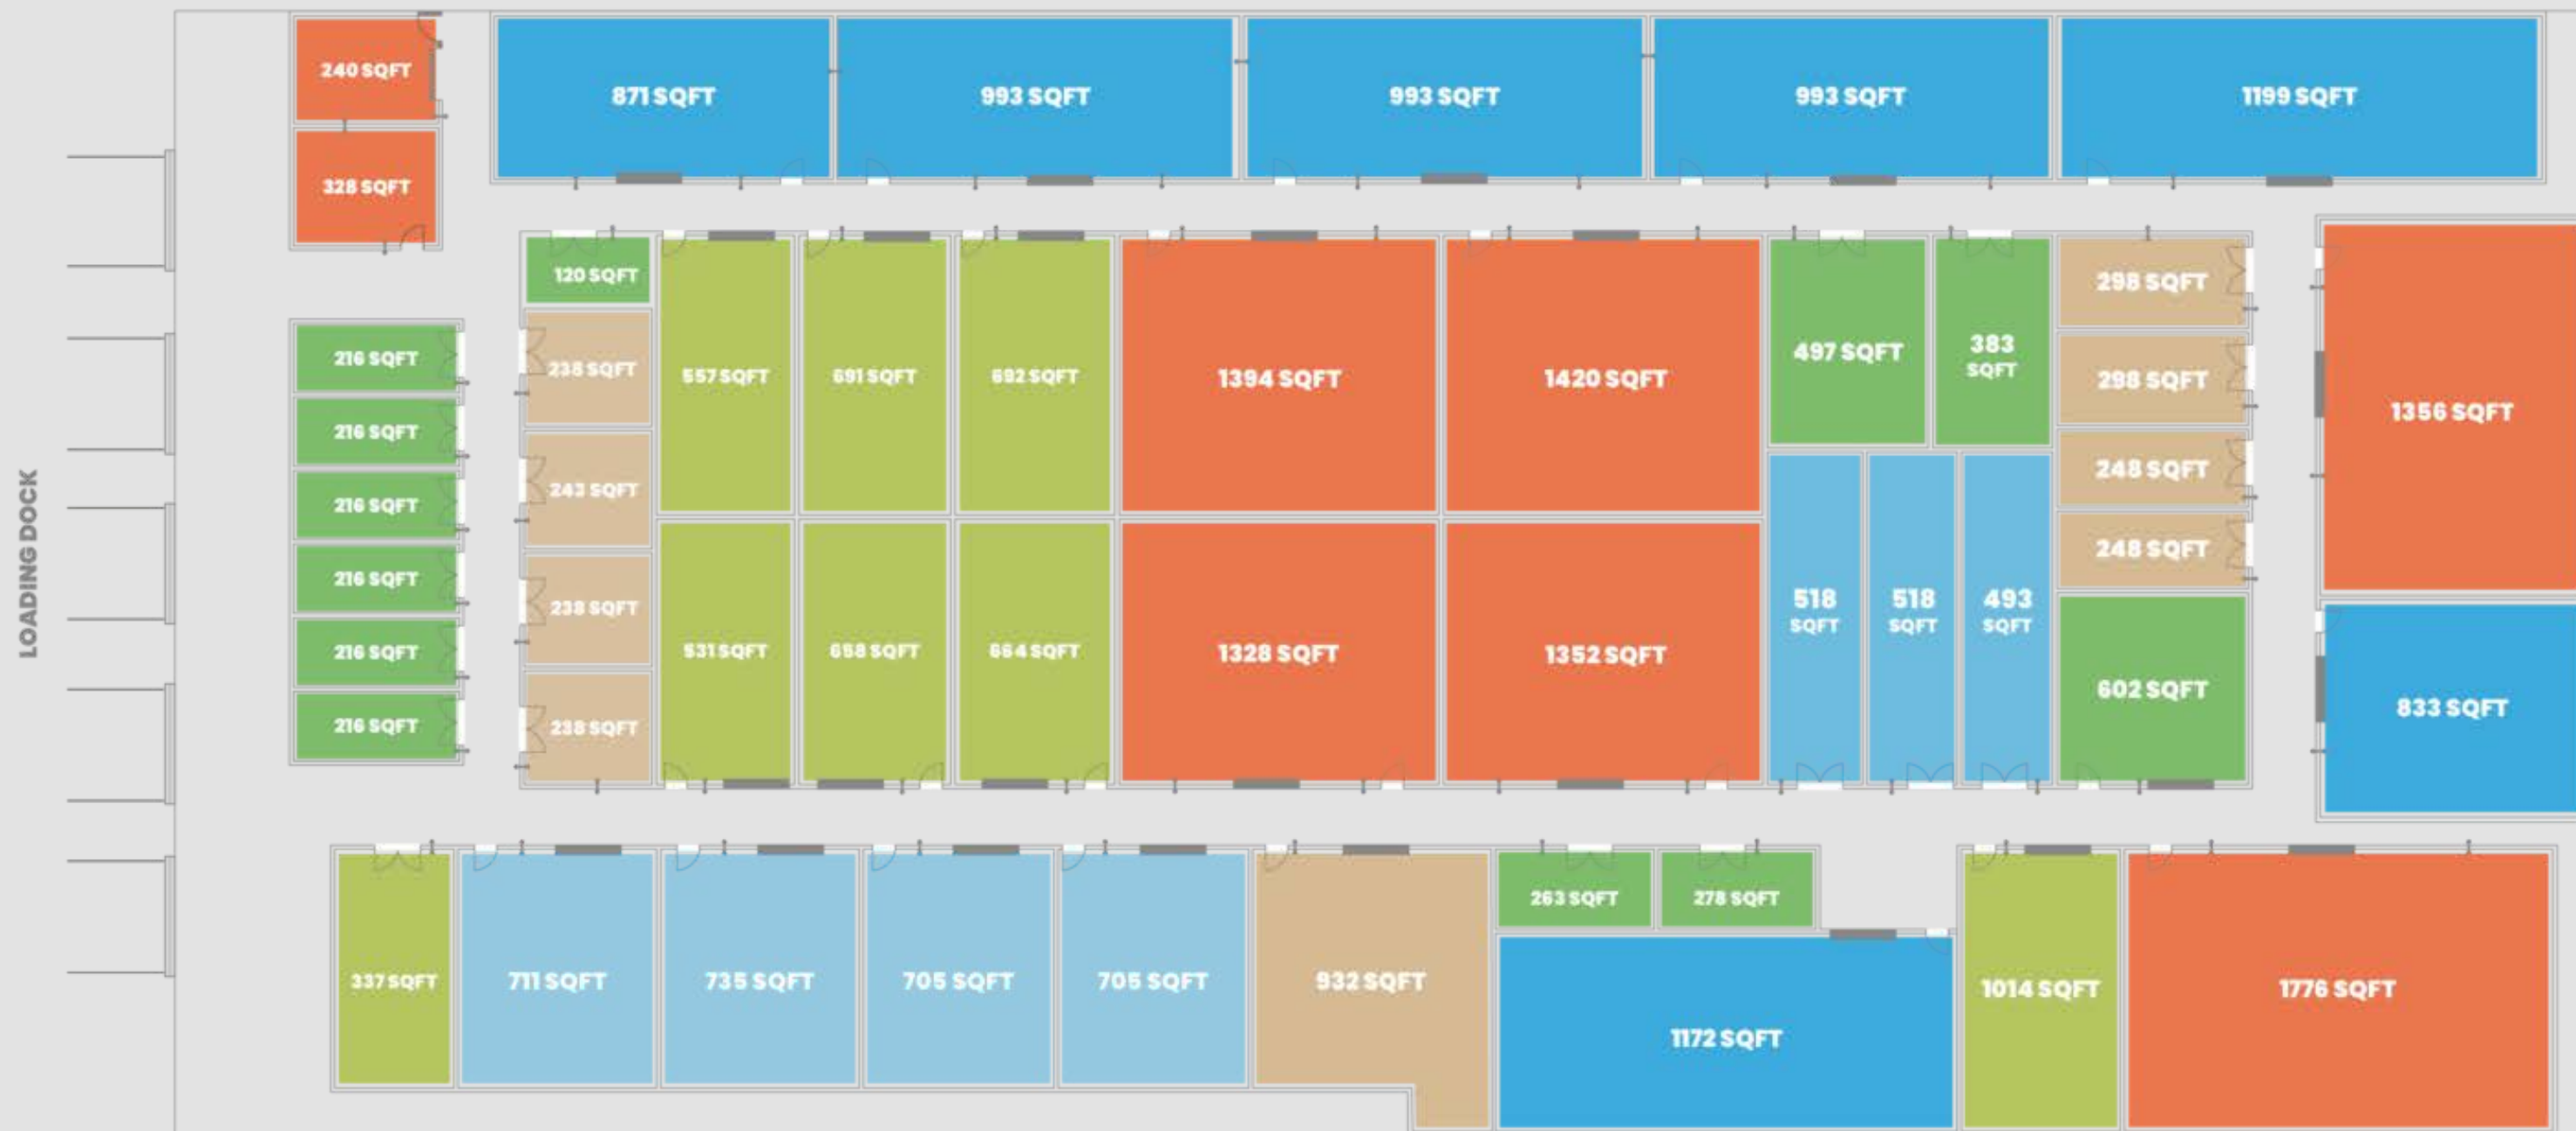 240 SQFT
871 SQFT
993 SQFT
993 SQFT
993 SQFT
1199 SQFT
328 SQFT
120 SQFT
298 SQFT
216 SQFT
238 SQFT
557 SQFT
691 SQFT
692 SQFT
1394 SQFT
1420 SQFT
497 SQFT
383
SQFT
298 SQFT
1356 SQFT
216 SQFT
243 SQFT
248 SQFT
216 SQFT
248 SQFT
LOADING DOCK
216 SQFT
238 SQFT
531 SQFT
658 SQFT
664 SQFT
1328 SQFT
1352 SQFT
518
SQFT
518
SQFT
493
SQFT
602 SQFT
833 SQFT
216 SQFT
238 SQFT
216 SQFT
263 SQFT
278 SQFT
337 SQFT
711 SQFT
735 SQFT
705 SQFT
705 SQFT
932 SQFT
1172 SQFT
1014 SQFT
1776 SQFT